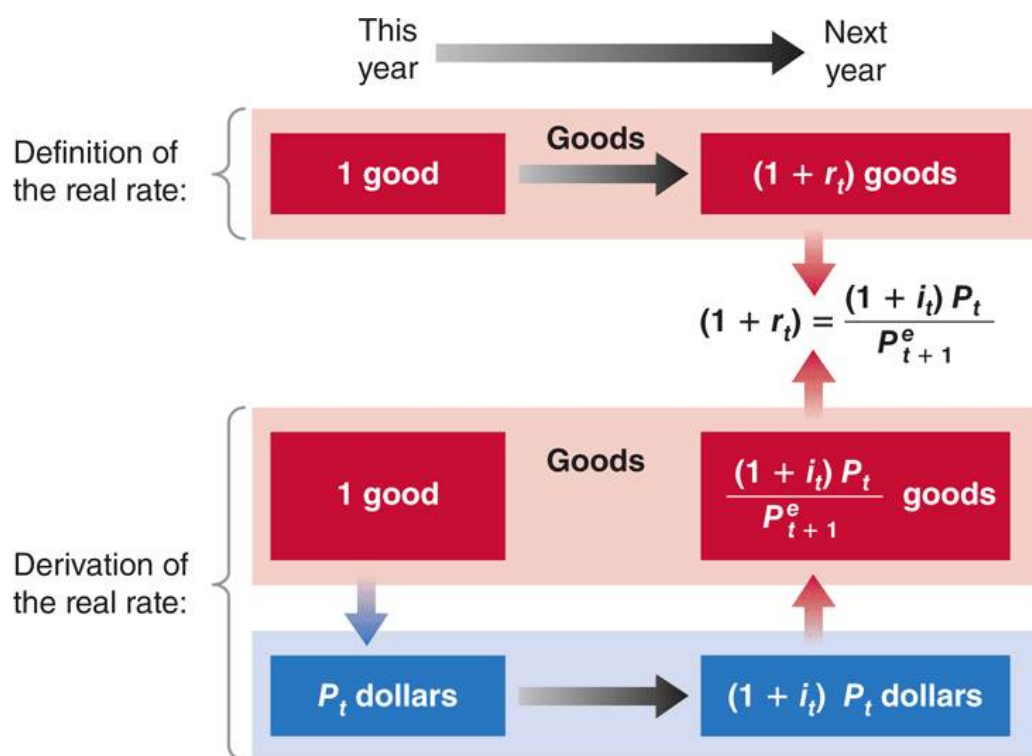 This
year
Next
year
Definition of
the real rate:
1 good
Goods
(1 + r_t) goods
(1 + r_t) = \frac{(1 + i_t) P_t}{P^e_{t + 1}}
Derivation of
the real rate:
1 good
Goods
\frac{(1 + i_t) P_t}{P^e_{t + 1}} goods
P_t dollars
(1 + i_t) P_t dollars